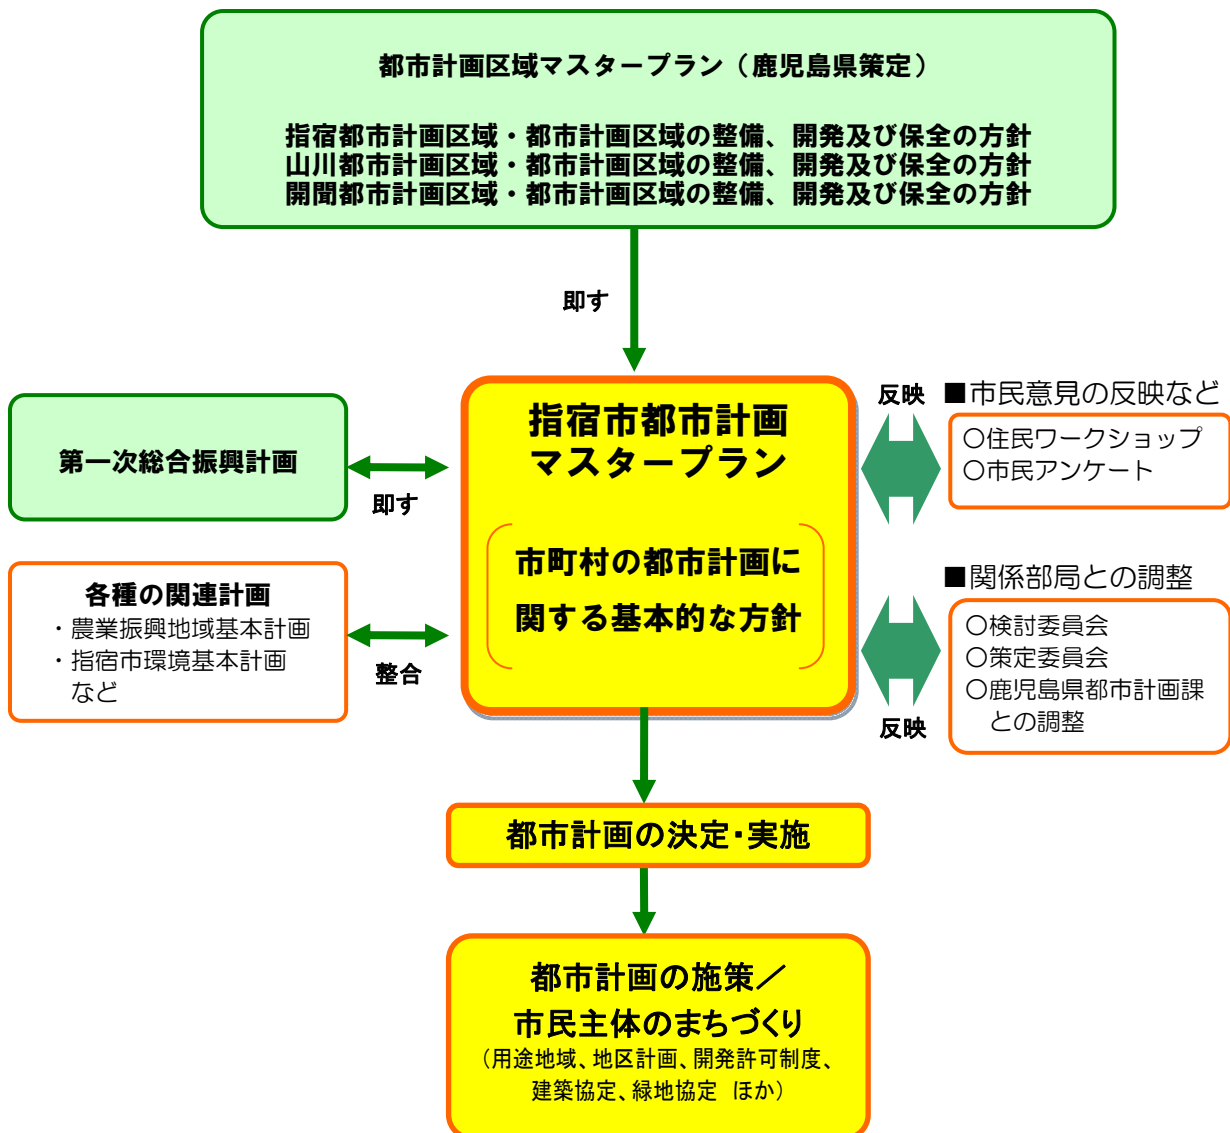 都市計画区域マスタープラン（鹿児島県策定）
指宿都市計画区域・都市計画区域の整備、開発及び保全の方針
山川都市計画区域・都市計画区域の整備、開発及び保全の方針
開聞都市計画区域・都市計画区域の整備、開発及び保全の方針
即す
第一次総合振興計画
即す
各種の関連計画
・農業振興地域基本計画
・指宿市環境基本計画
など
整合
指宿市都市計画
マスタープラン
市町村の都市計画に
関する基本的な方針
反映
■市民意見の反映など
○住民ワークショップ
○市民アンケート
■関係部局との調整
○検討委員会
○策定委員会
○鹿児島県都市計画課
との調整
反映
都市計画の決定・実施
都市計画の施策／
市民主体のまちづくり
（用途地域、地区計画、開発許可制度、
建築協定、緑地協定　ほか）